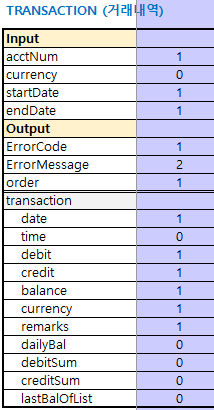 TRANSACTION (거래내역)
Input
acctNum 1
currency 0
startDate 1
endDate 1
Output
ErrorCode 1
ErrorMessage 2
order 1
transaction
date 1
time 0
debit 1
credit 1
balance 1
currency 1
remarks 1
dailyBal 0
debitSum 0
creditSum 0
lastBalOfList 0